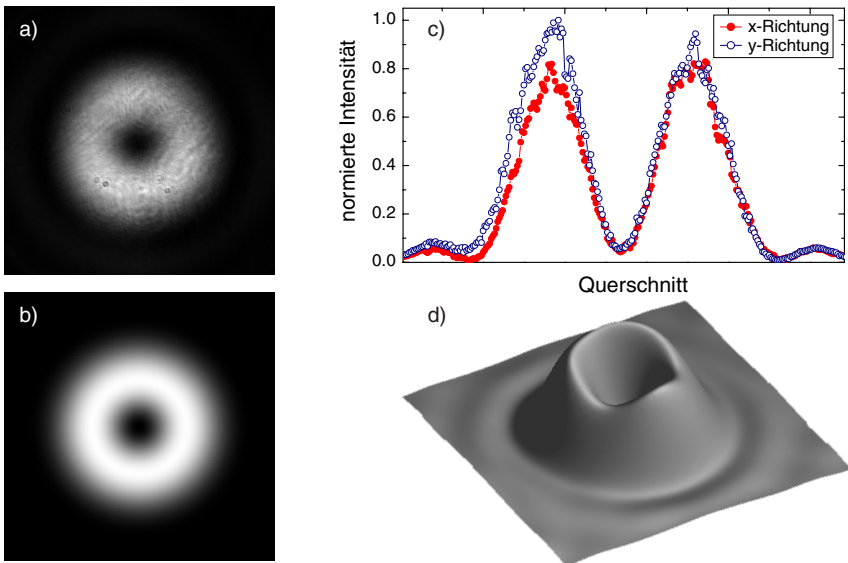 a)
c)
x-Richtung
y-Richtung
normierte Intensität
1.0
0.8
0.6
0.4
0.2
0.0
Querschnitt
b)
d)